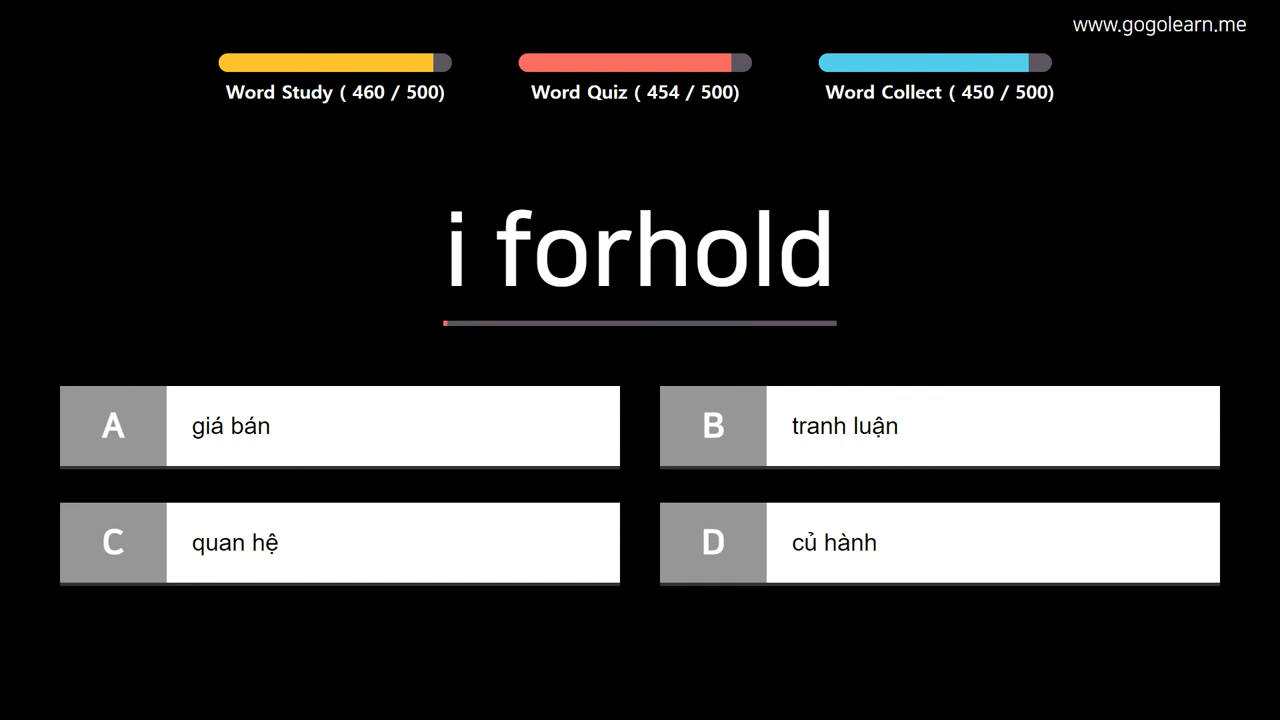 www.gogolearn.me
Word Study ( 460 / 500)
Word Quiz ( 454 / 500)
Word Collect ( 450 / 500)
i forhold
A giá bán
B tranh luận
C quan hệ
D củ hành